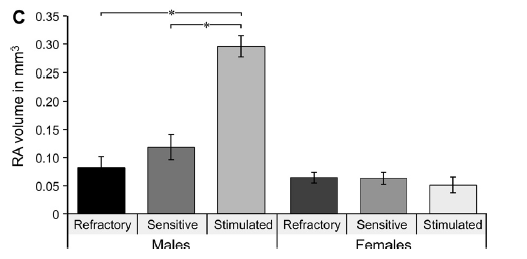 C
RA volume in mm3
0.35
0.30
0.25
0.20
0.15
0.10
0.05
0
* *
Refractory Sensitive Stimulated Refractory Sensitive Stimulated
Males Females